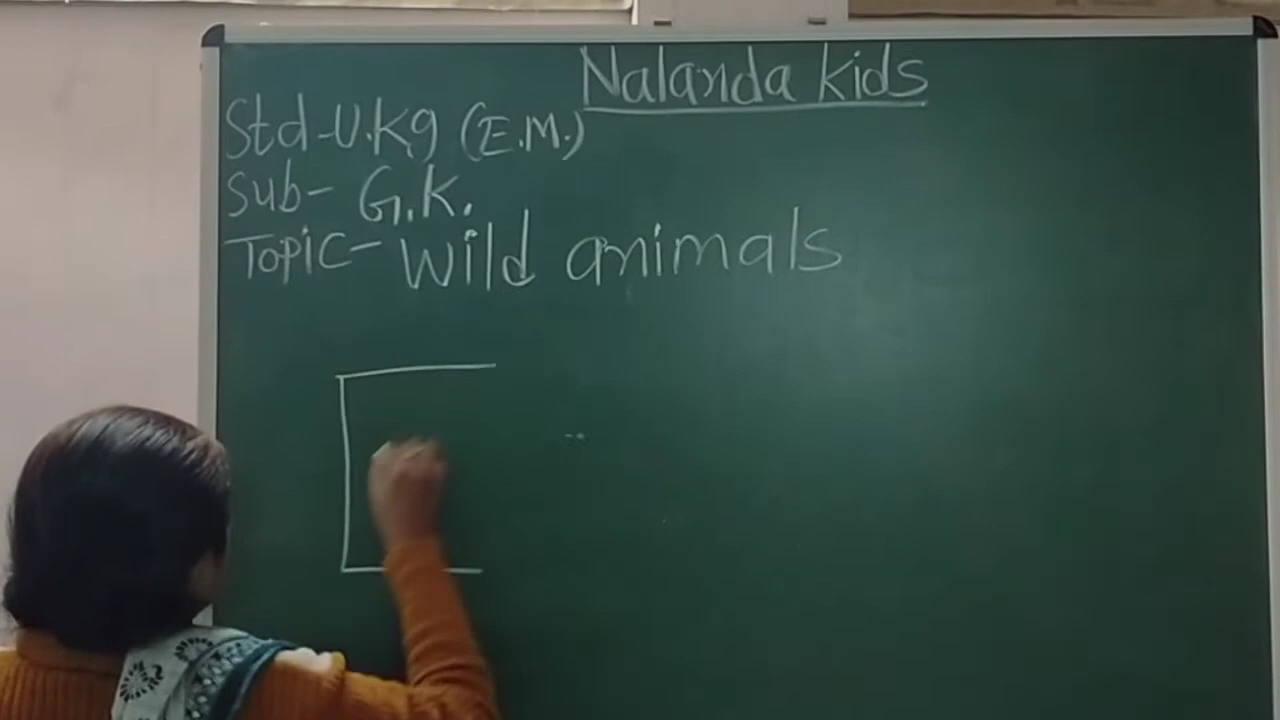 Nalanda Kids
Std-U.Kg (E.M.)
Sub- G.K.
Topic- Wild animals